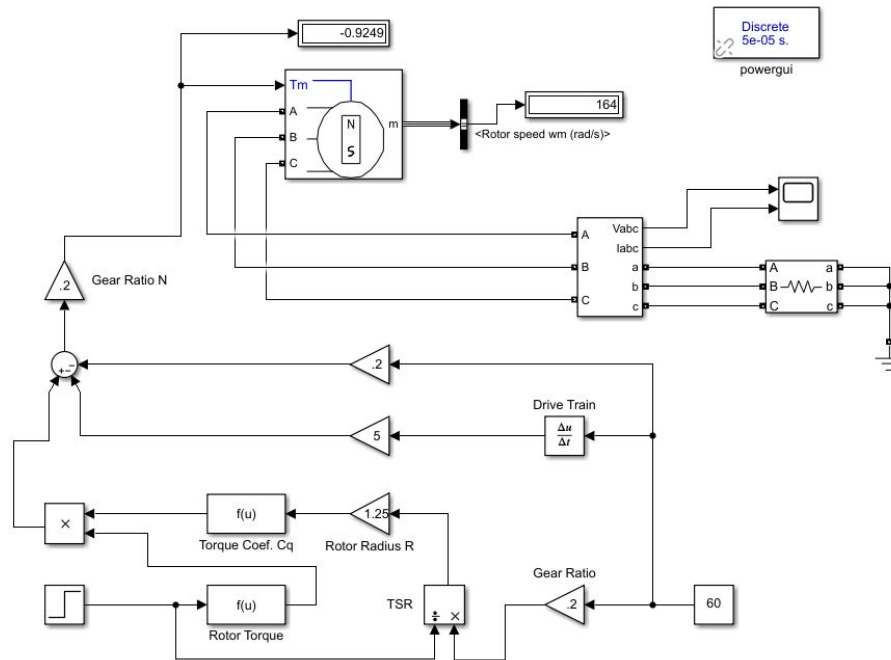 -0.9249
Discrete
5e-05 s.
powergui
Tm
A
B
C
N
S
m
164
<Rotor speed wm (rad/s)>
A
B
C
Vabc
Iabc
a
b
c
A
B
C
a
b
c
.2
Gear Ratio N
+ − −
.2
Drive Train
5
Δu
Δt
×
f(u)
Torque Coef. Cq
1.25
Rotor Radius R
f(u)
Rotor Torque
TSR
÷ ×
Gear Ratio
.2
60